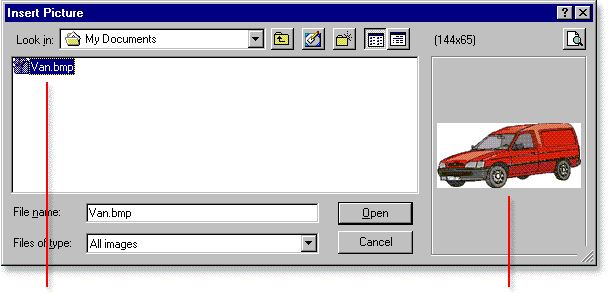 Insert Picture
Look in: My Documents (144x65)
Van.bmp
File name: Van.bmp Open
Files of type: All images Cancel